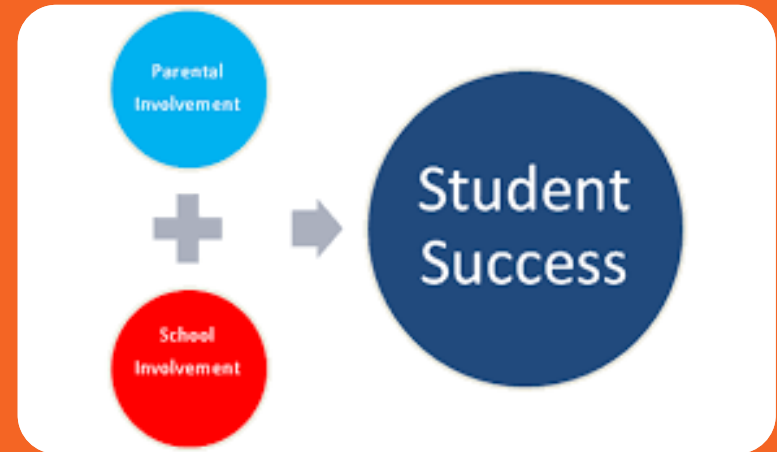 Parental
Involvement
School
Involvement
Student
Success